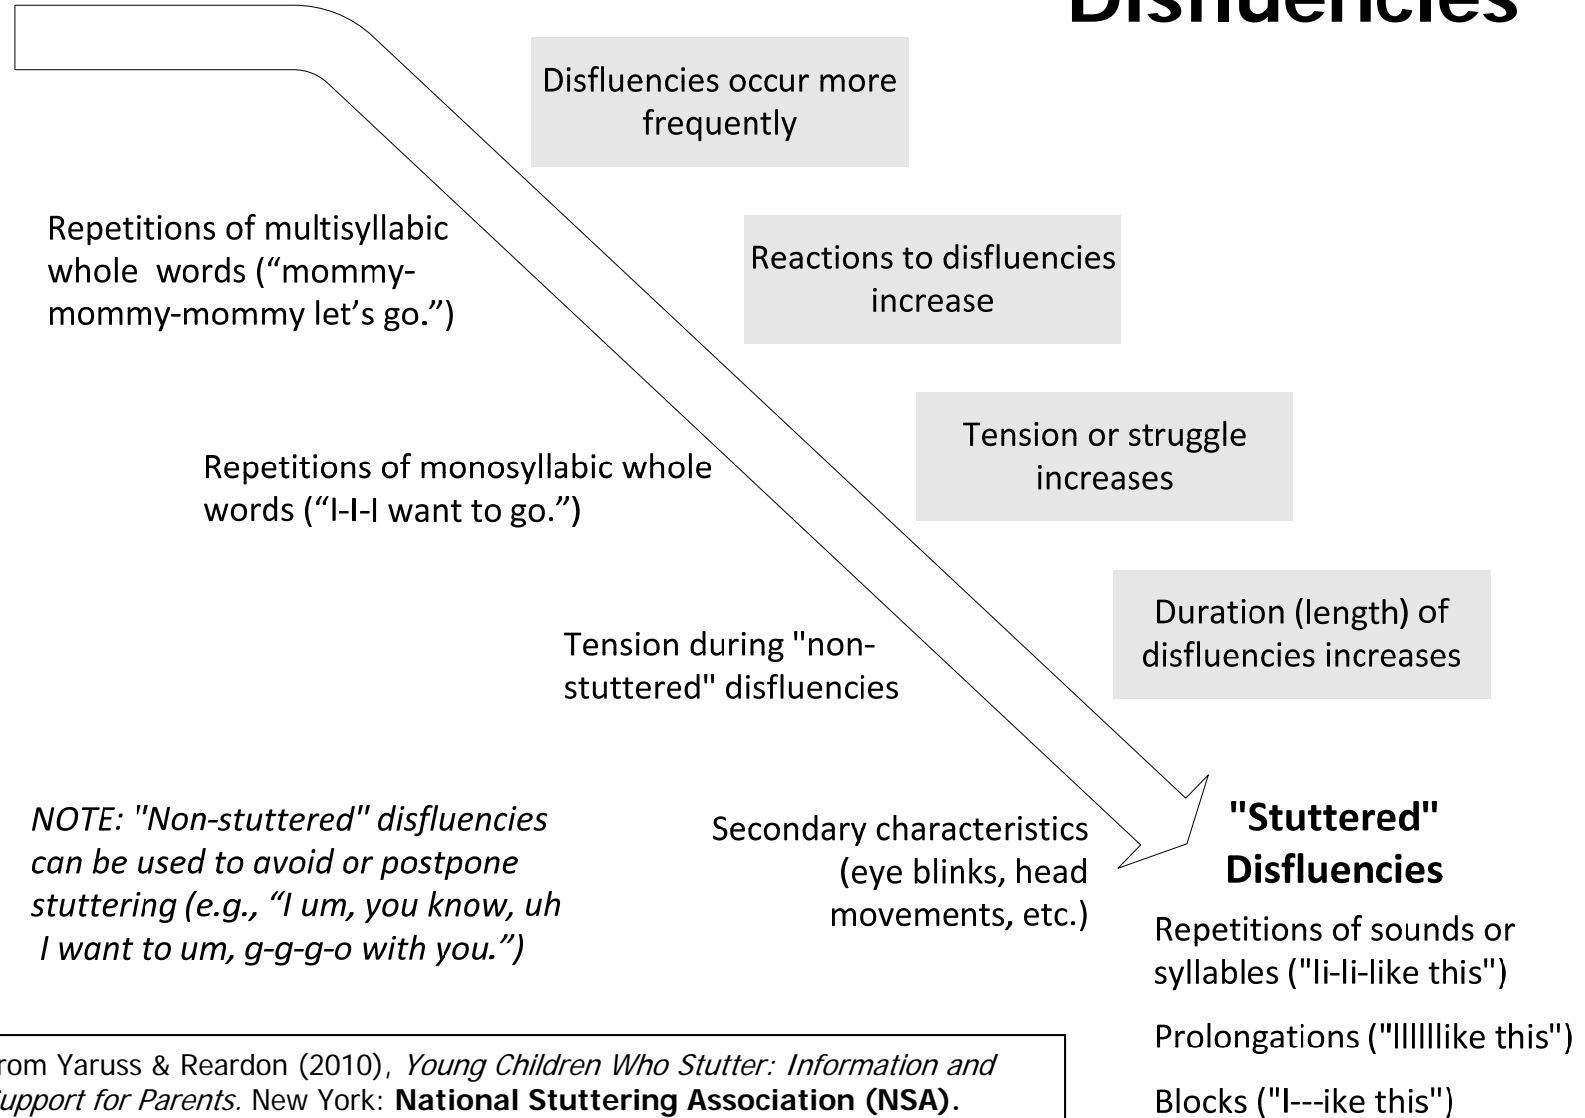 Disfluencies
Disfluencies occur more
frequently
Repetitions of multisyllabic
whole words (“mommy-
mommy-mommy let’s go.”)
Reactions to disfluencies
increase
Tension or struggle
increases
Repetitions of monosyllabic whole
words (“I-I-I want to go.”)
Duration (length) of
disfluencies increases
Tension during "non-
stuttered" disfluencies
NOTE: "Non-stuttered" disfluencies
can be used to avoid or postpone
stuttering (e.g., “I um, you know, uh
I want to um, g-g-g-o with you.”)
Secondary characteristics
(eye blinks, head
movements, etc.)
"Stuttered"
Disfluencies
Repetitions of sounds or
syllables ("li-li-like this")
Prolongations ("lllllllike this")
Blocks ("l---ike this")
rom Yaruss & Reardon (2010), Young Children Who Stutter: Information and
upport for Parents. New York: National Stuttering Association (NSA).